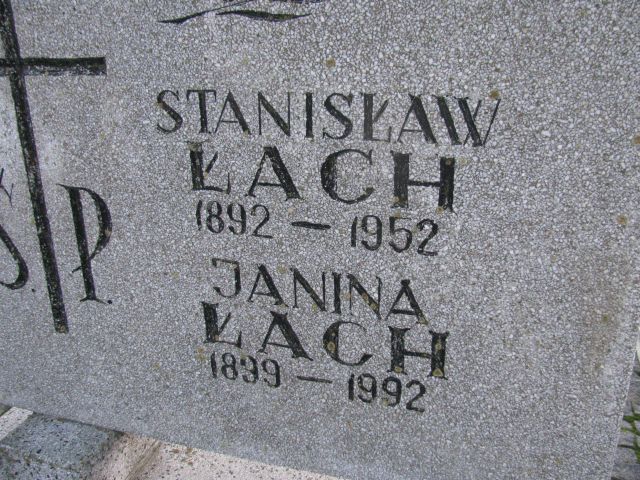 Ś. P.
STANISŁAW
ŁACH
1892 – 1952
JANINA
ŁACH
1899 – 1992